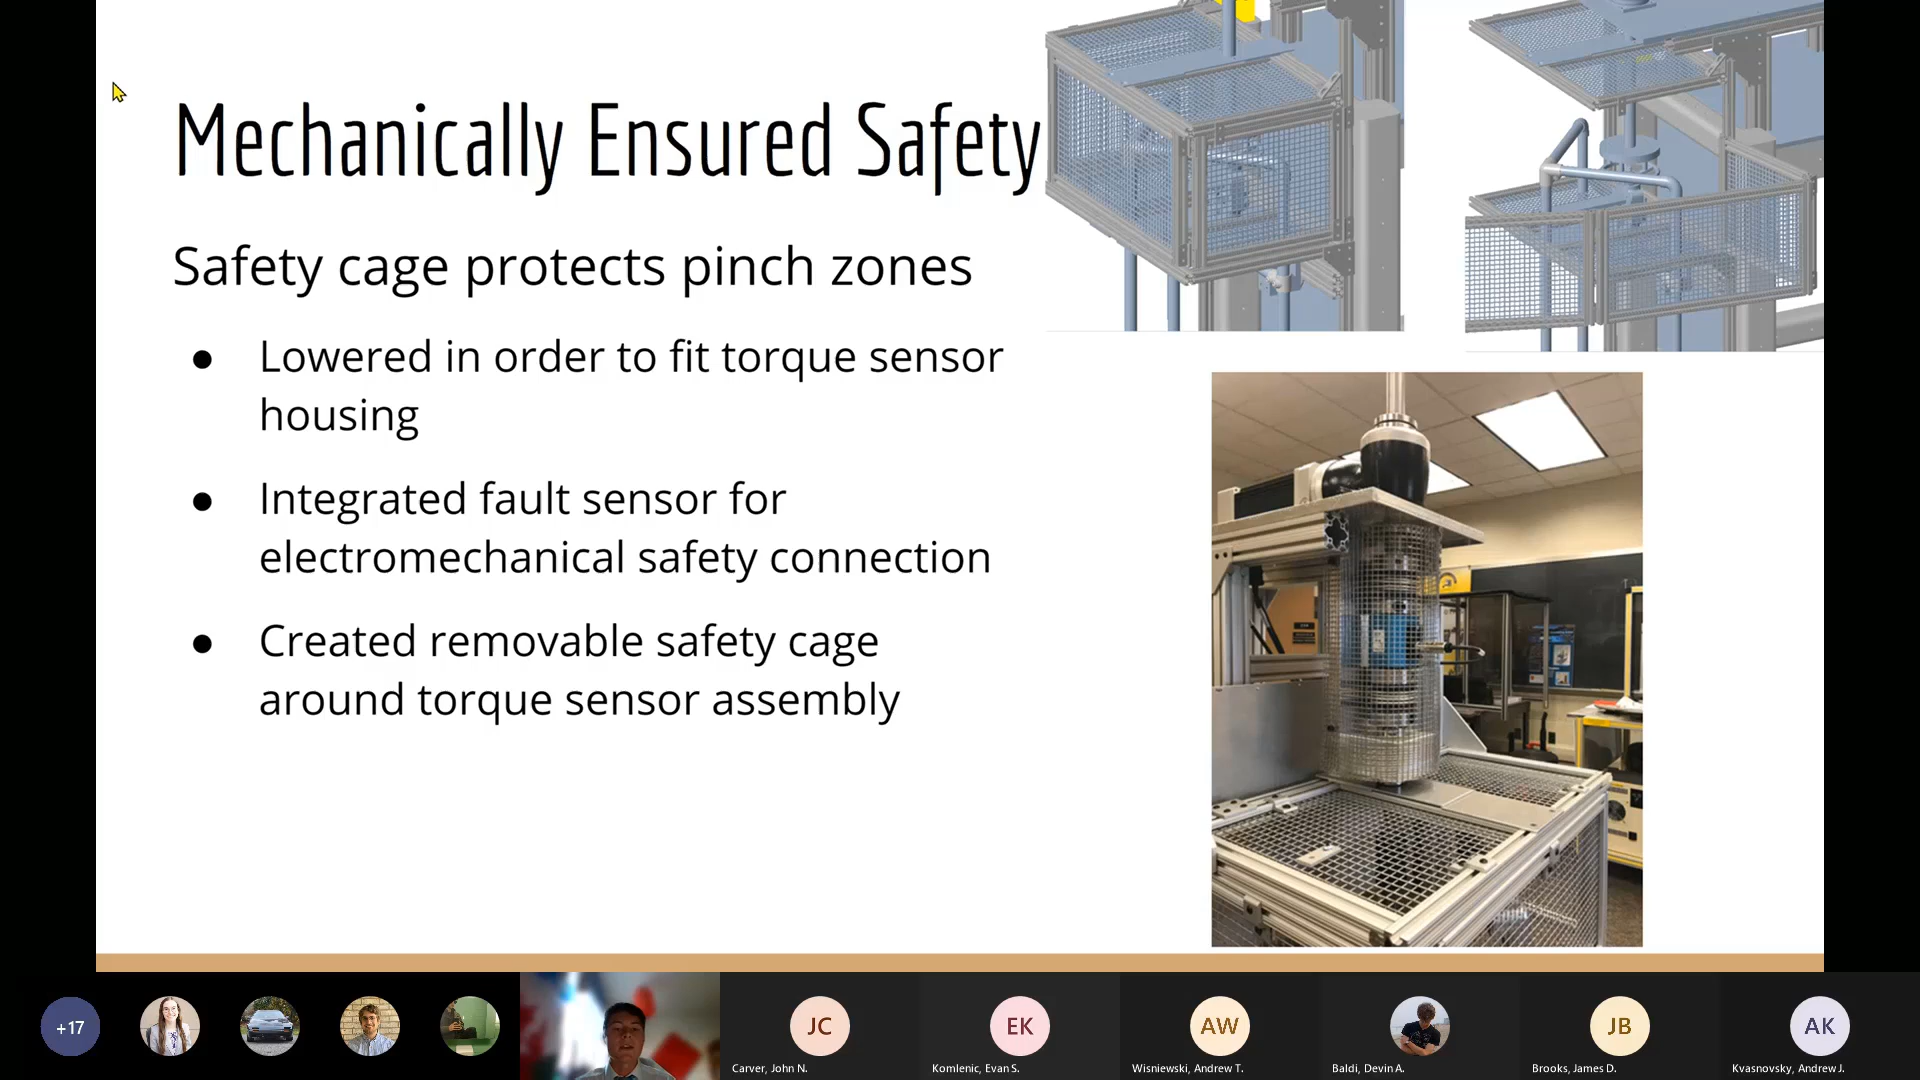 Mechanically Ensured Safety
Safety cage protects pinch zones
● Lowered in order to fit torque sensor
housing
● Integrated fault sensor for
electromechanical safety connection
● Created removable safety cage
around torque sensor assembly
+17
JC
EK
AW
JB
AK
Carver, John N.
Komlenic, Evan S.
Wisniewski, Andrew T.
Baldi, Devin A.
Brooks, James D.
Kvasnovsky, Andrew J.